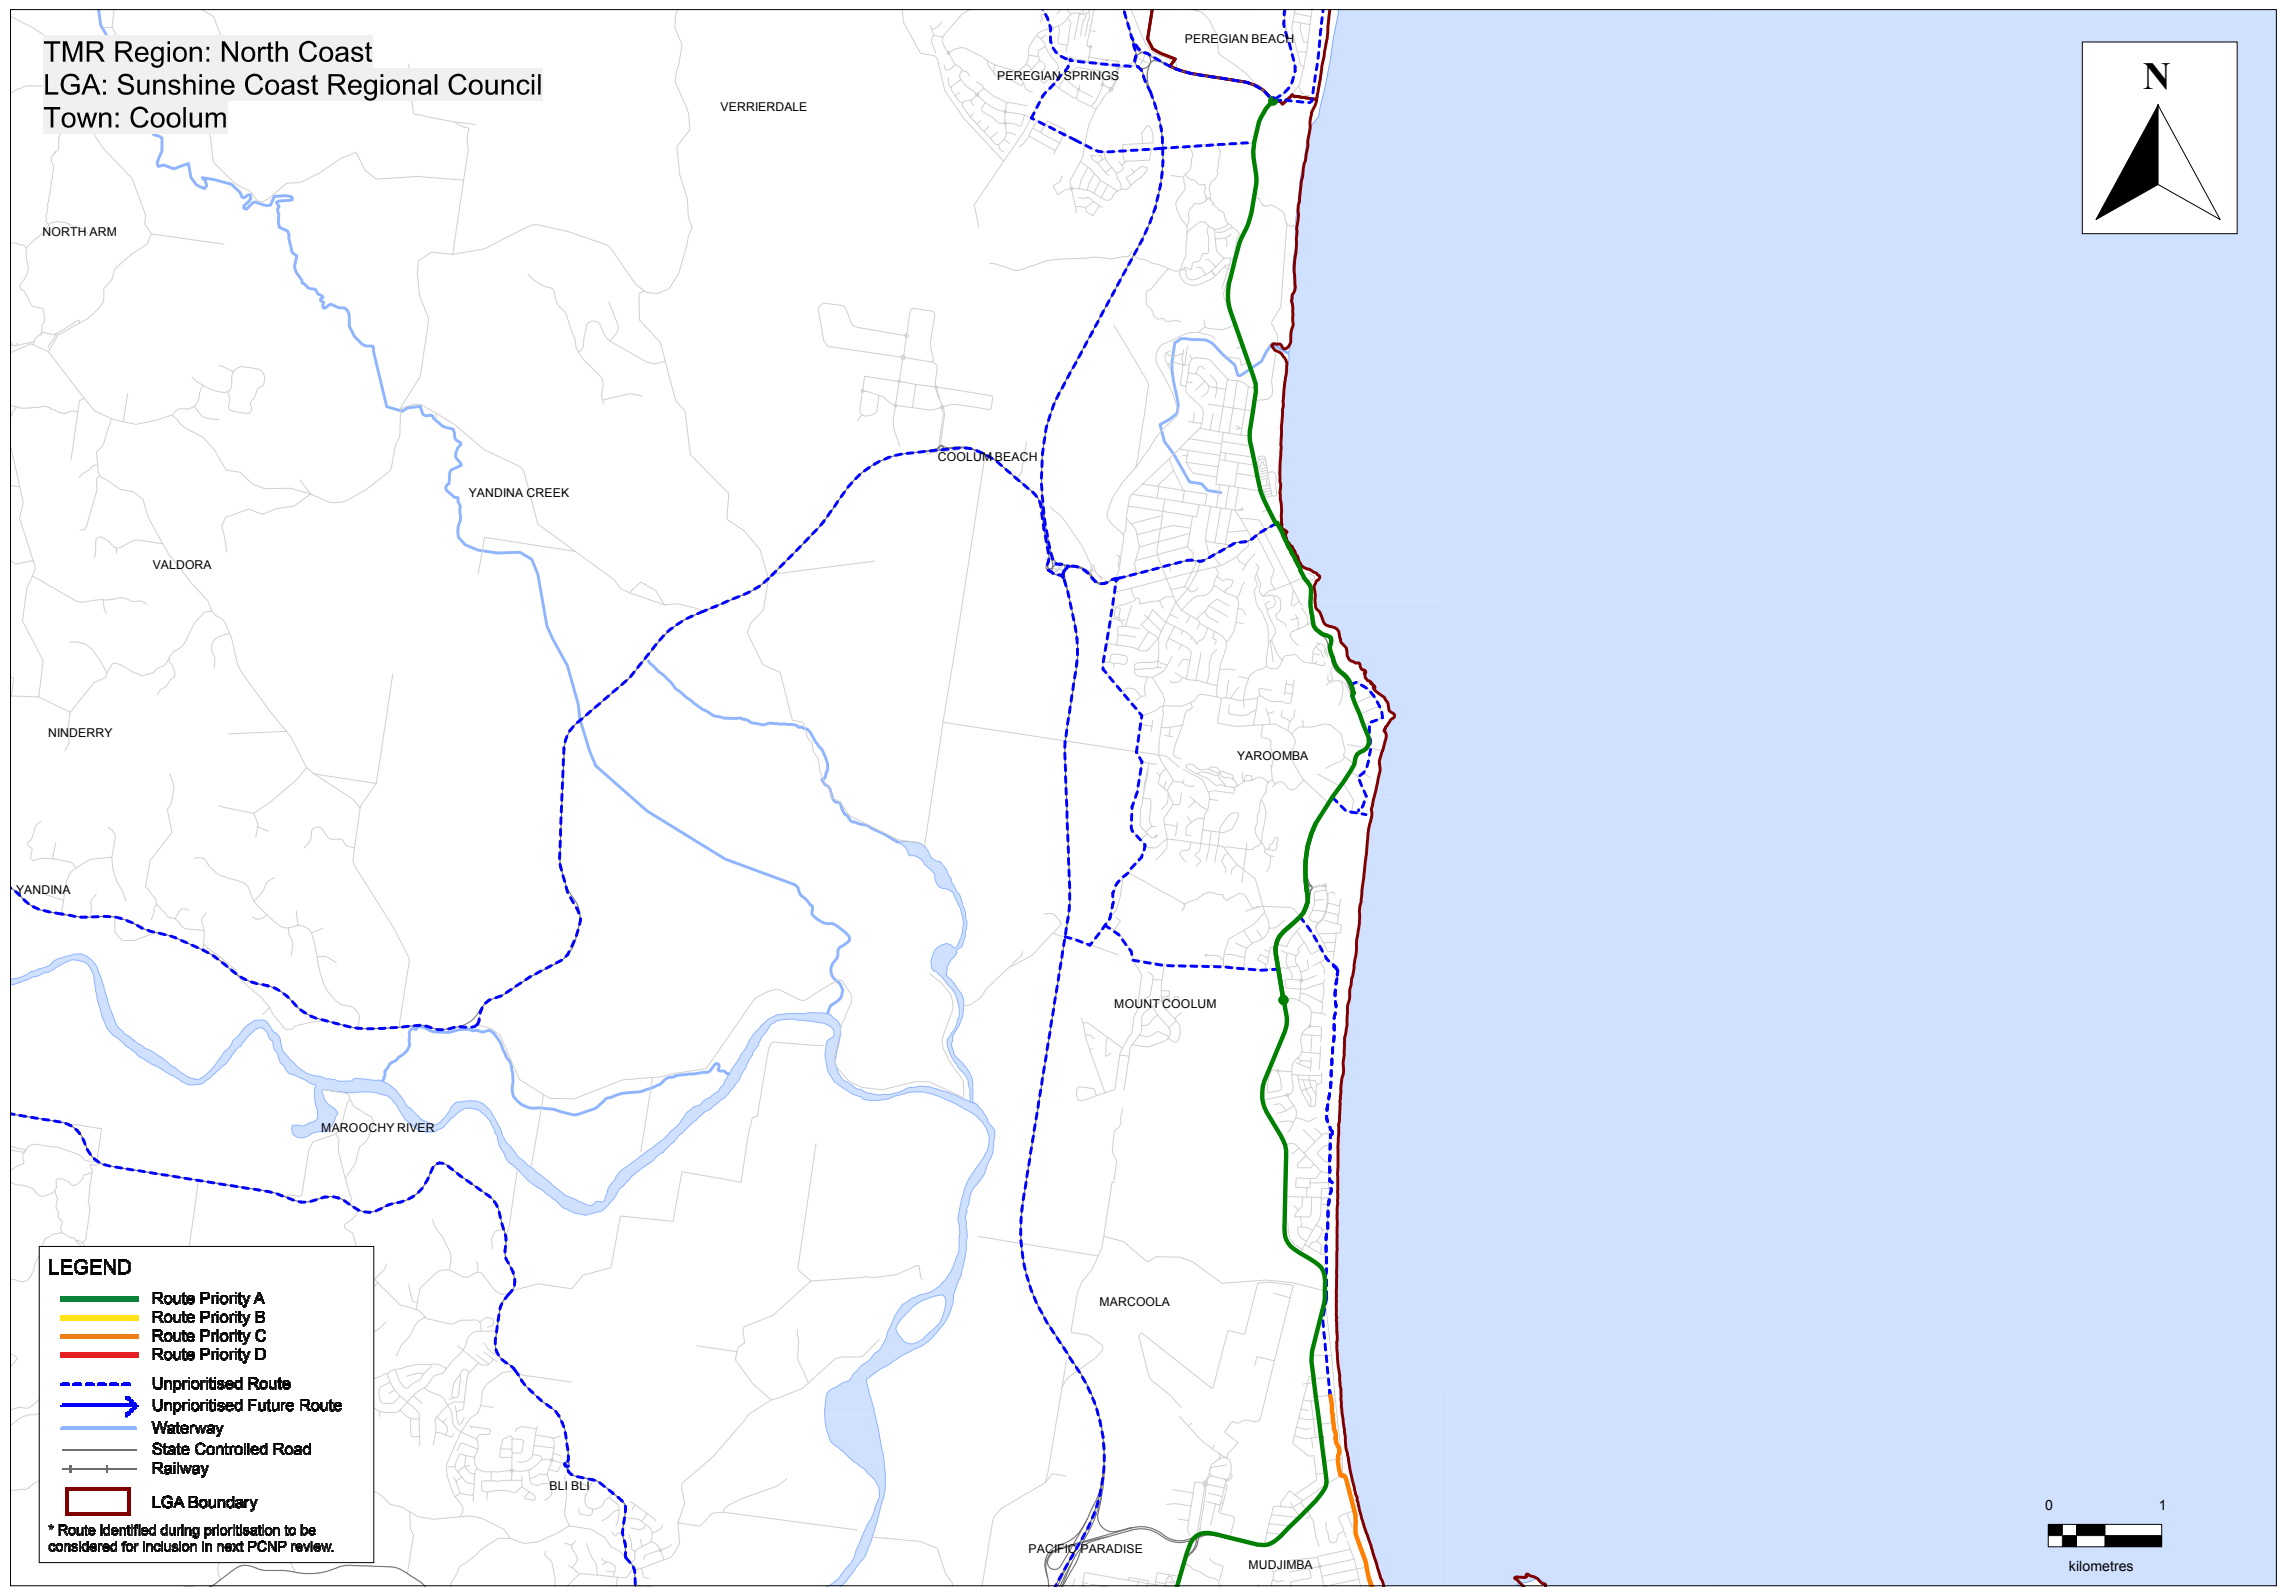 TMR Region: North Coast
LGA: Sunshine Coast Regional Council
Town: Coolum
N
PEREGIAN BEACH
PEREGIAN SPRINGS
VERRIERDALE
NORTH ARM
COOLUM BEACH
YANDINA CREEK
VALDORA
NINDERRY
YAROOMBA
YANDINA
MOUNT COOLUM
MAROOCHY RIVER
MARCOOLA
BLI BLI
PACIFIC PARADISE
MUDJIMBA
LEGEND
Route Priority A
Route Priority B
Route Priority C
Route Priority D
Unprioritised Route
Unprioritised Future Route
Waterway
State Controlled Road
Railway
LGA Boundary
* Route identified during prioritisation to be
considered for inclusion in next PCNP review.
0 1
kilometres